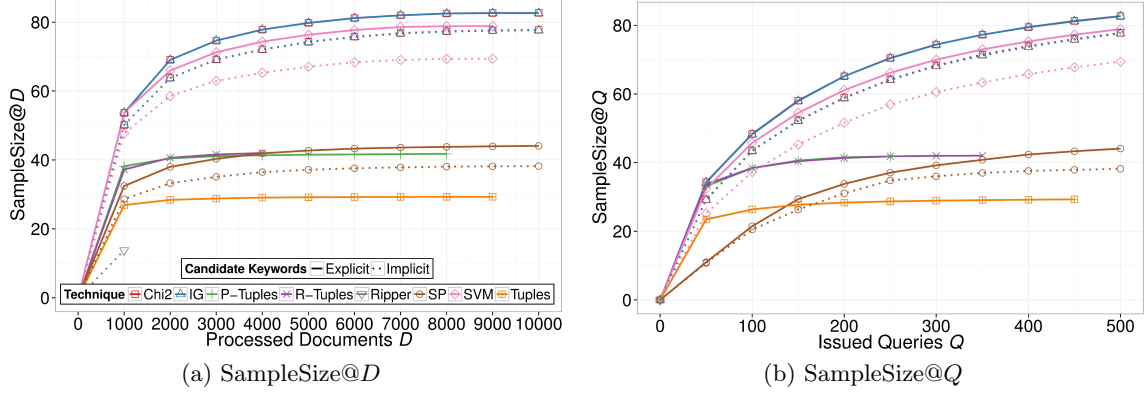 SampleSize@D
80
60
40
20
0
Candidate Keywords Explicit Implicit
Technique Chi2 IG P-Tuples R-Tuples Ripper SP SVM Tuples
0 1000 2000 3000 4000 5000 6000 7000 8000 9000 10000
Processed Documents D
(a) SampleSize@D
SampleSize@Q
80
60
40
20
0
0 100 200 300 400 500
Issued Queries Q
(b) SampleSize@Q